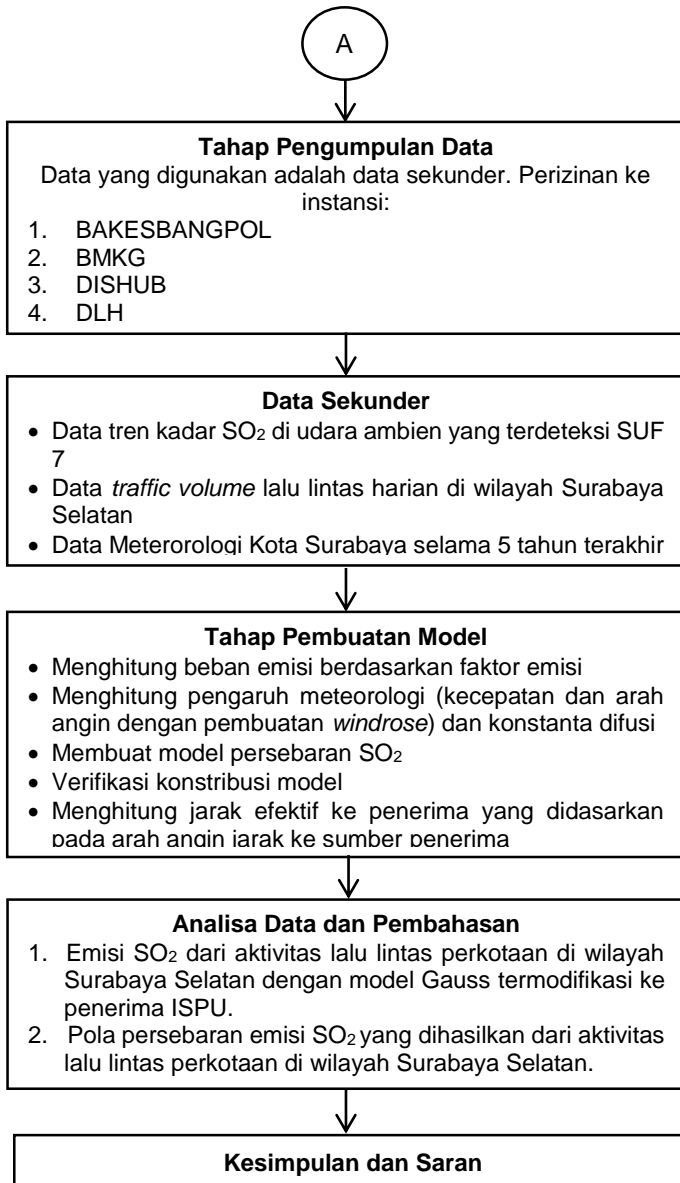 A
Tahap Pengumpulan Data
Data yang digunakan adalah data sekunder. Perizinan ke
instansi:
1. BAKESBANGPOL
2. BMKG
3. DISHUB
4. DLH
Data Sekunder
• Data tren kadar SO₂ di udara ambien yang terdeteksi SUF
7
• Data traffic volume lalu lintas harian di wilayah Surabaya
Selatan
• Data Meterorologi Kota Surabaya selama 5 tahun terakhir
Tahap Pembuatan Model
• Menghitung beban emisi berdasarkan faktor emisi
• Menghitung pengaruh meteorologi (kecepatan dan arah
angin dengan pembuatan windrose) dan konstanta difusi
• Membuat model persebaran SO₂
• Verifikasi konstribusi model
• Menghitung jarak efektif ke penerima yang didasarkan
pada arah angin jarak ke sumber penerima
Analisa Data dan Pembahasan
1. Emisi SO₂ dari aktivitas lalu lintas perkotaan di wilayah
Surabaya Selatan dengan model Gauss termodifikasi ke
penerima ISPU.
2. Pola persebaran emisi SO₂ yang dihasilkan dari aktivitas
lalu lintas perkotaan di wilayah Surabaya Selatan.
Kesimpulan dan Saran